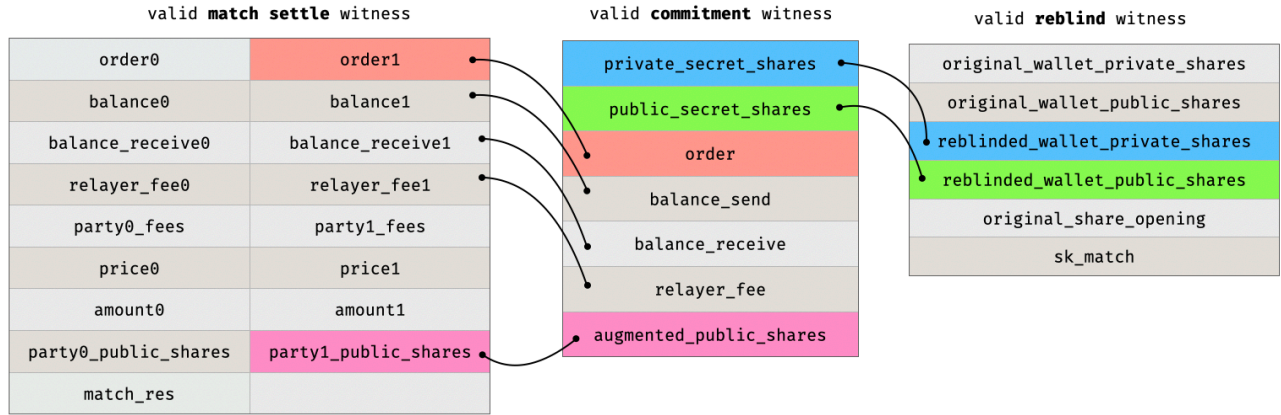 valid match settle witness
order0 order1
balance0 balance1
balance_receive0 balance_receive1
relayer_fee0 relayer_fee1
party0_fees party1_fees
price0 price1
amount0 amount1
party0_public_shares party1_public_shares
match_res
valid commitment witness
private_secret_shares
public_secret_shares
order
balance_send
balance_receive
relayer_fee
augmented_public_shares
valid reblind witness
original_wallet_private_shares
original_wallet_public_shares
reblinded_wallet_private_shares
reblinded_wallet_public_shares
original_share_opening
sk_match